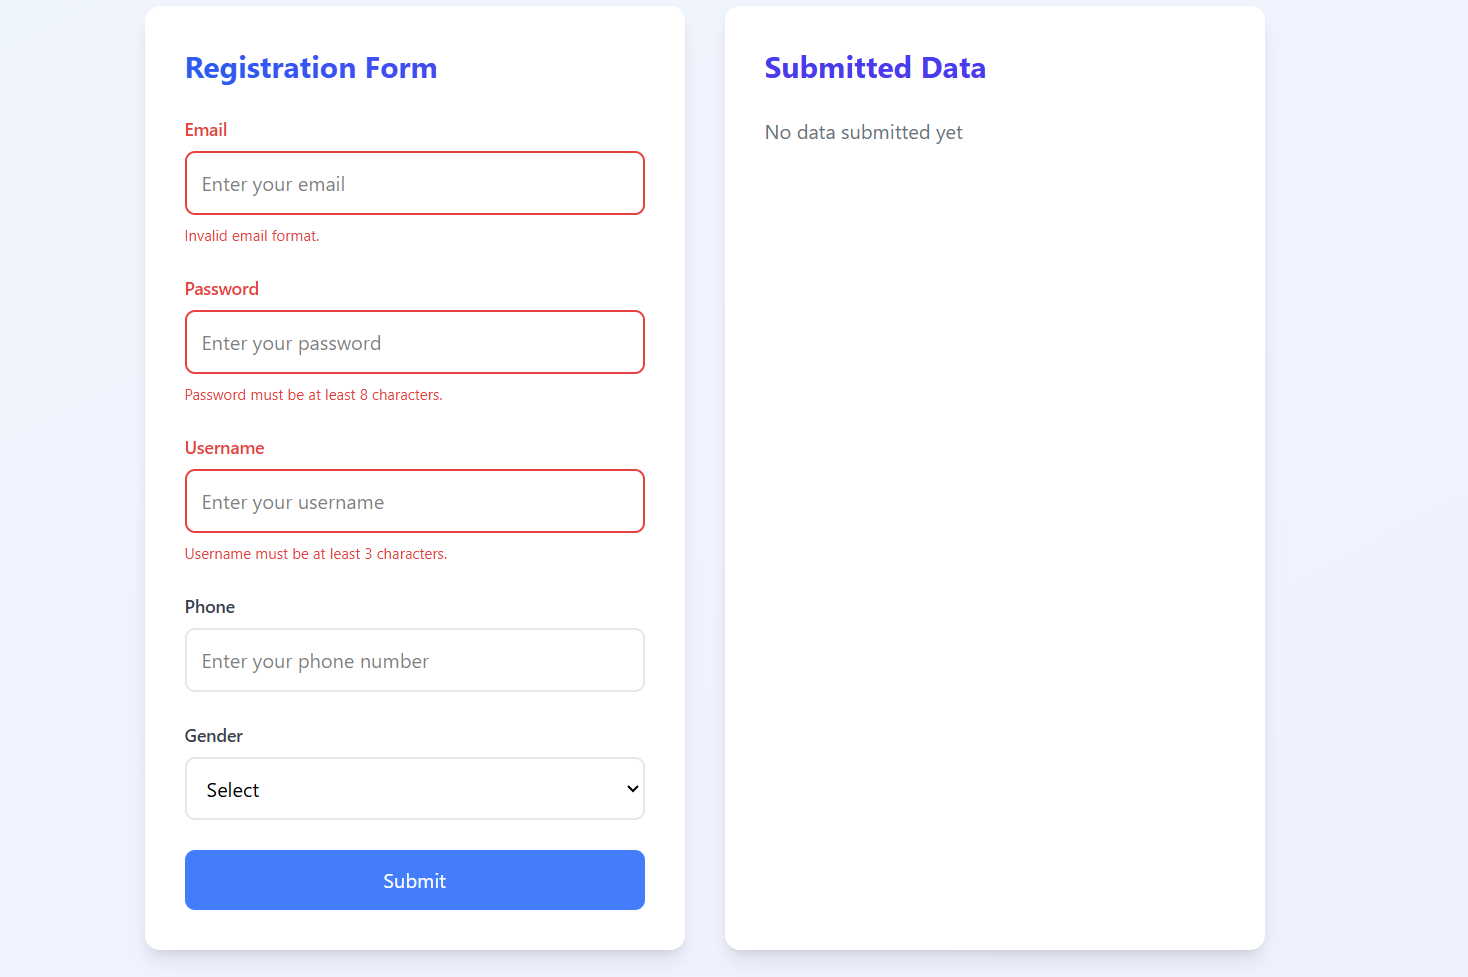 Registration Form
Email
Enter your email
Invalid email format.
Password
Enter your password
Password must be at least 8 characters.
Username
Enter your username
Username must be at least 3 characters.
Phone
Enter your phone number
Gender
Select
Submit
Submitted Data
No data submitted yet